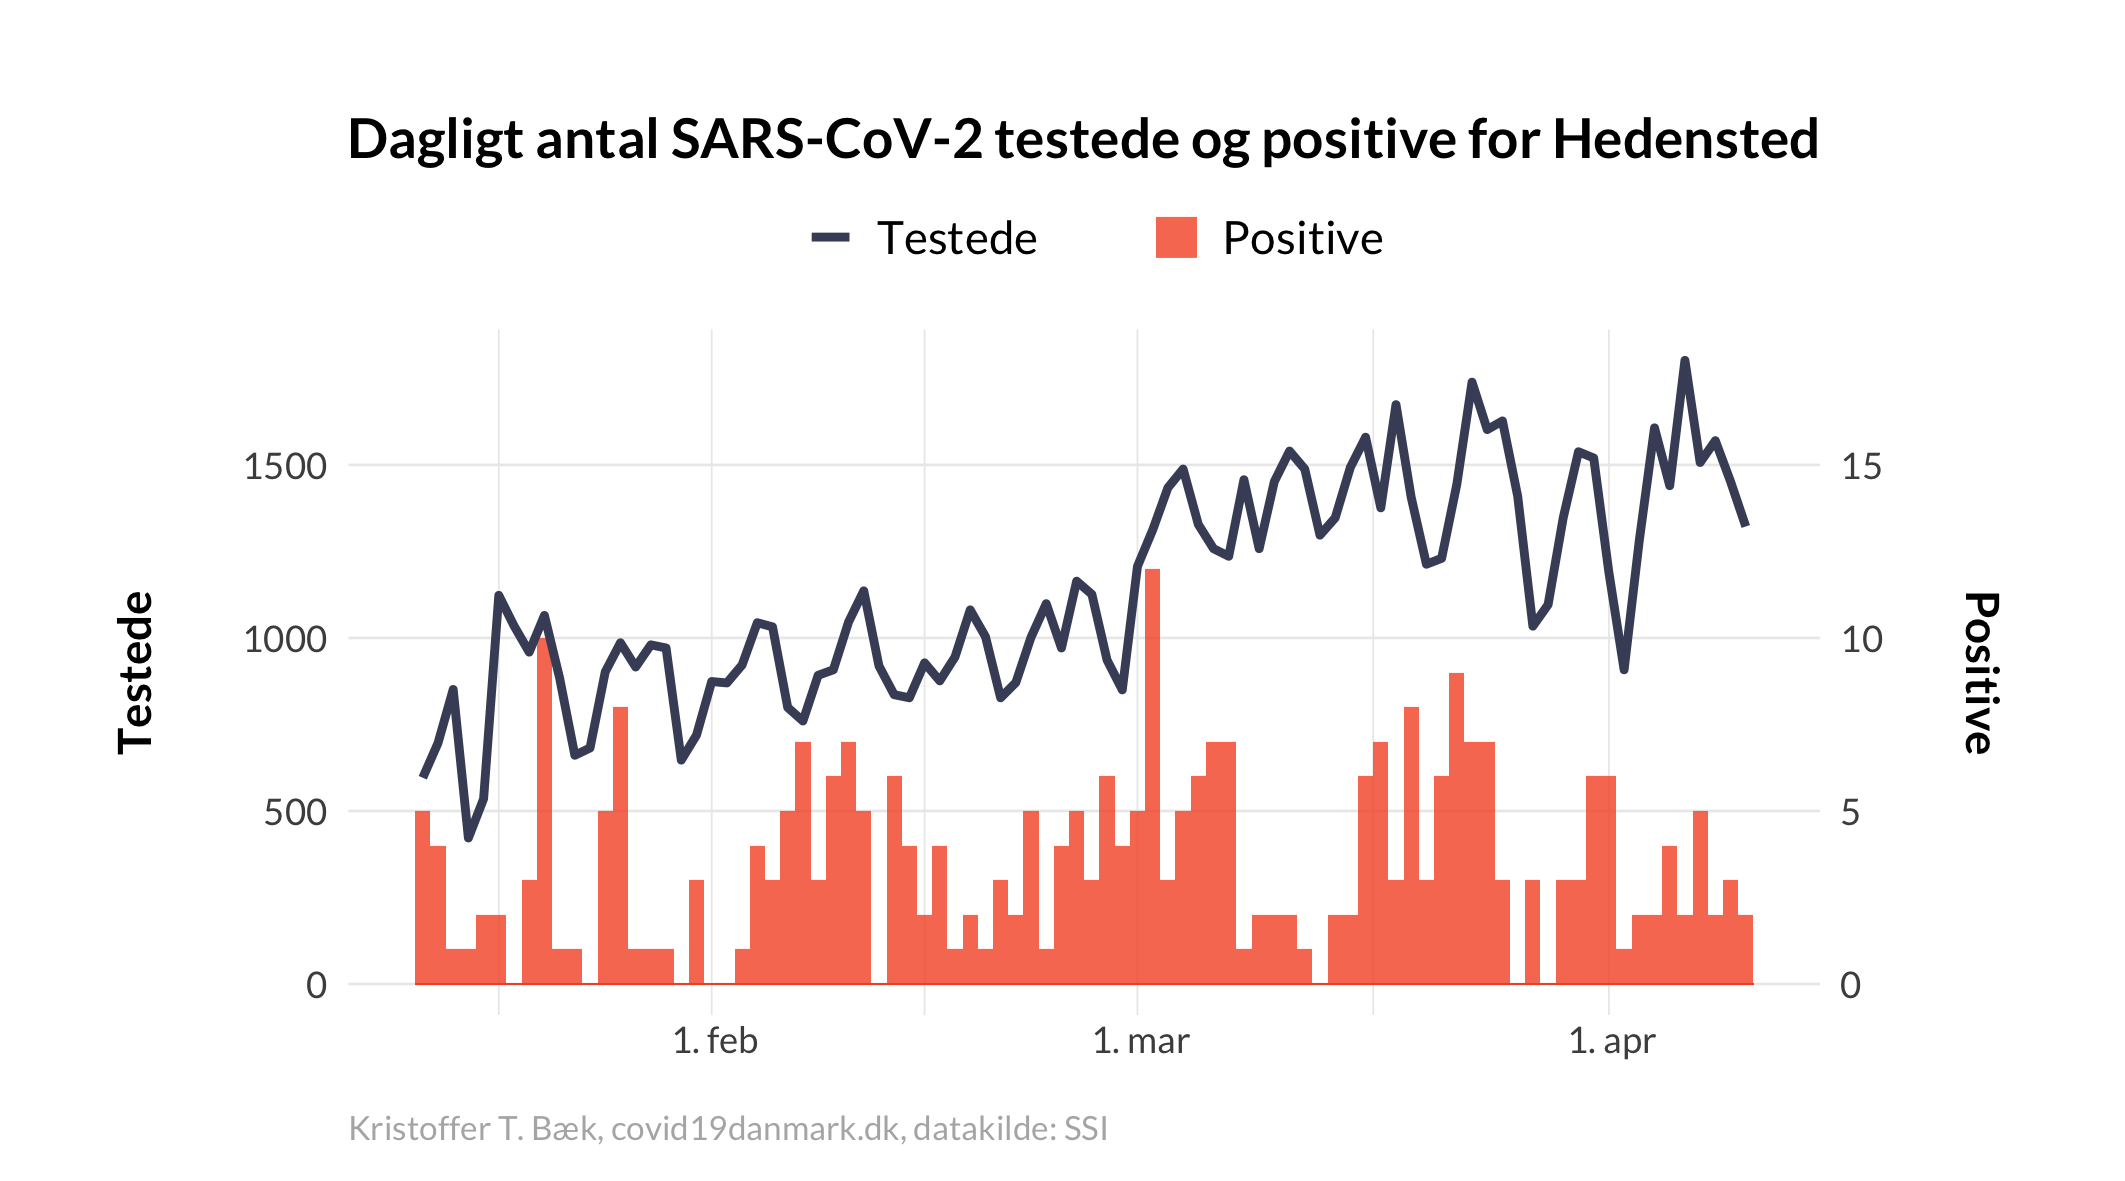 Dagligt antal SARS-CoV-2 testede og positive for Hedensted
Testede
Positive
1500
1000
500
0
15
10
5
0
Testede
Positive
1. feb
1. mar
1. apr
Kristoffer T. Bæk, covid19danmark.dk, datakilde: SSI